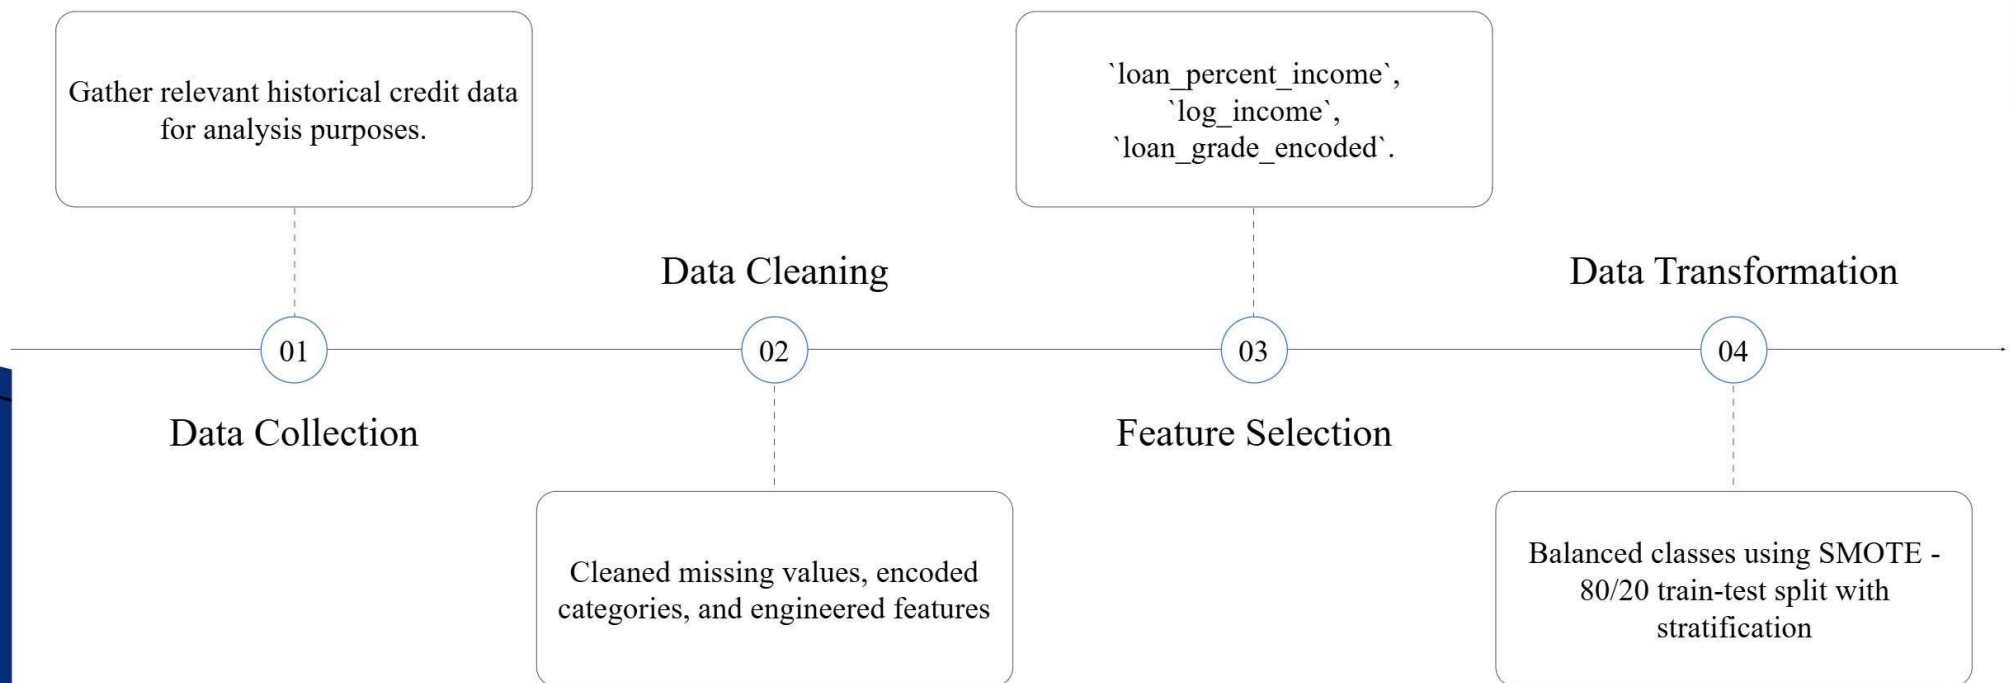 Gather relevant historical credit data
for analysis purposes.
01
Data Collection
Data Cleaning
02
Cleaned missing values, encoded
categories, and engineered features
`loan_percent_income`,
`log_income`,
`loan_grade_encoded`.
03
Feature Selection
Data Transformation
04
Balanced classes using SMOTE -
80/20 train-test split with
stratification